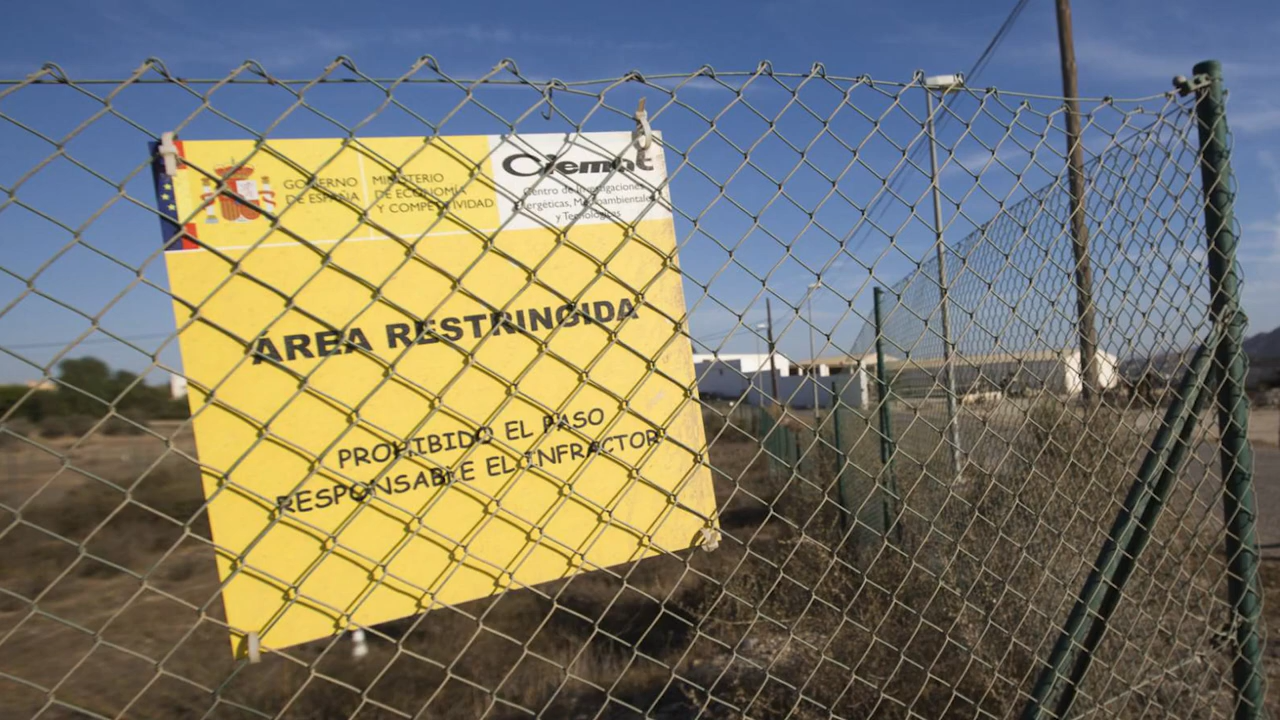 GOBIERNO
DE ESPAÑA
MINISTERIO
DE ECONOMÍA
Y COMPETITIVIDAD
Ciemat
Centro de Investigaciones
Energéticas, Medioambientales
y Tecnológicas
AREA RESTRINGIDA
PROHIBIDO EL PASO
RESPONSABLE EL INFRACTOR